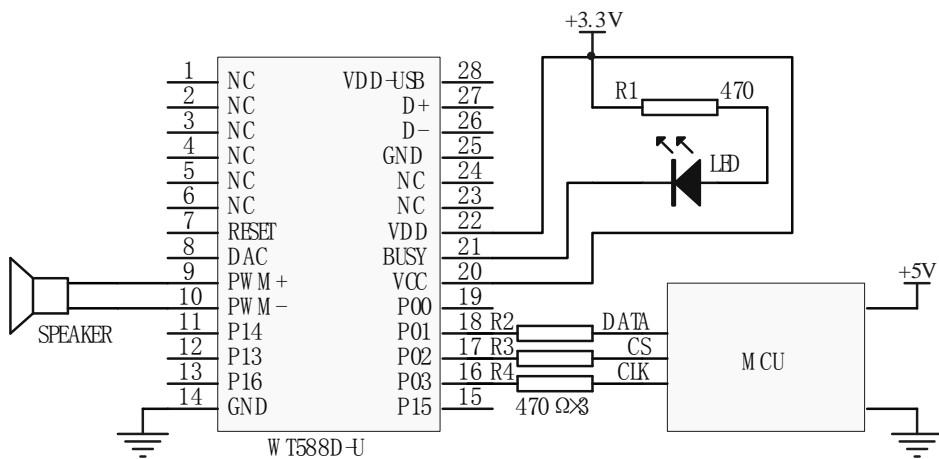 +3.3V
1 NC VDD-USB 28
2 NC D+ 27
3 NC D- 26
4 NC GND 25
5 NC NC 24
6 NC NC 23
7 RESET VDD 22
8 DAC BUSY 21
9 PWM+ VCC 20
10 PWM- P00 19
11 P14 P01 18
12 P13 P02 17
13 P16 P03 16
14 GND P15 15
R1 470
LED
SPEAKER
R2 DATA
R3 CS
R4 CLK
470 Ω×3
+5V
MCU
WT588D-U